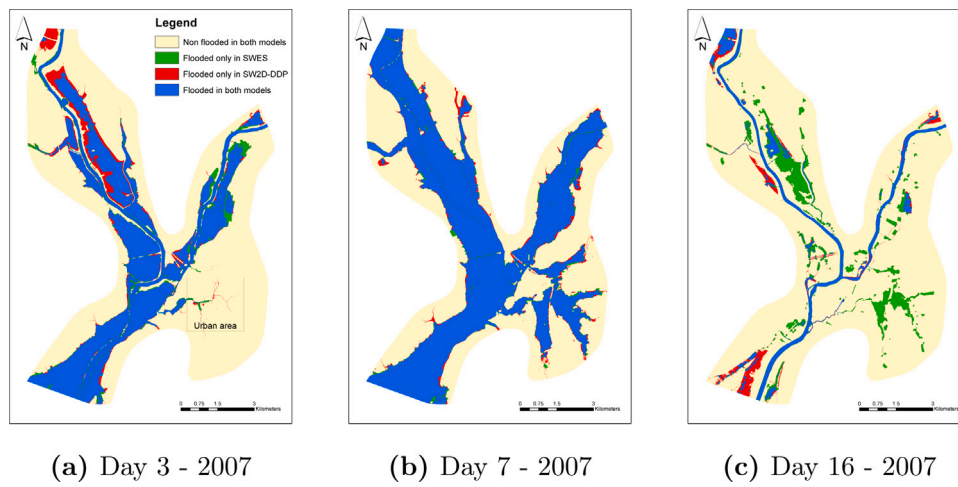 Legend
Non flooded in both models
Flooded only in SWES
Flooded only in SW2D-DDP
Flooded in both models
N
Urban area
0 0.75 1.5 3
Kilometers
N
0 0.75 1.5 3
Kilometers
N
0 0.75 1.5 3
Kilometers
(a) Day 3 - 2007
(b) Day 7 - 2007
(c) Day 16 - 2007